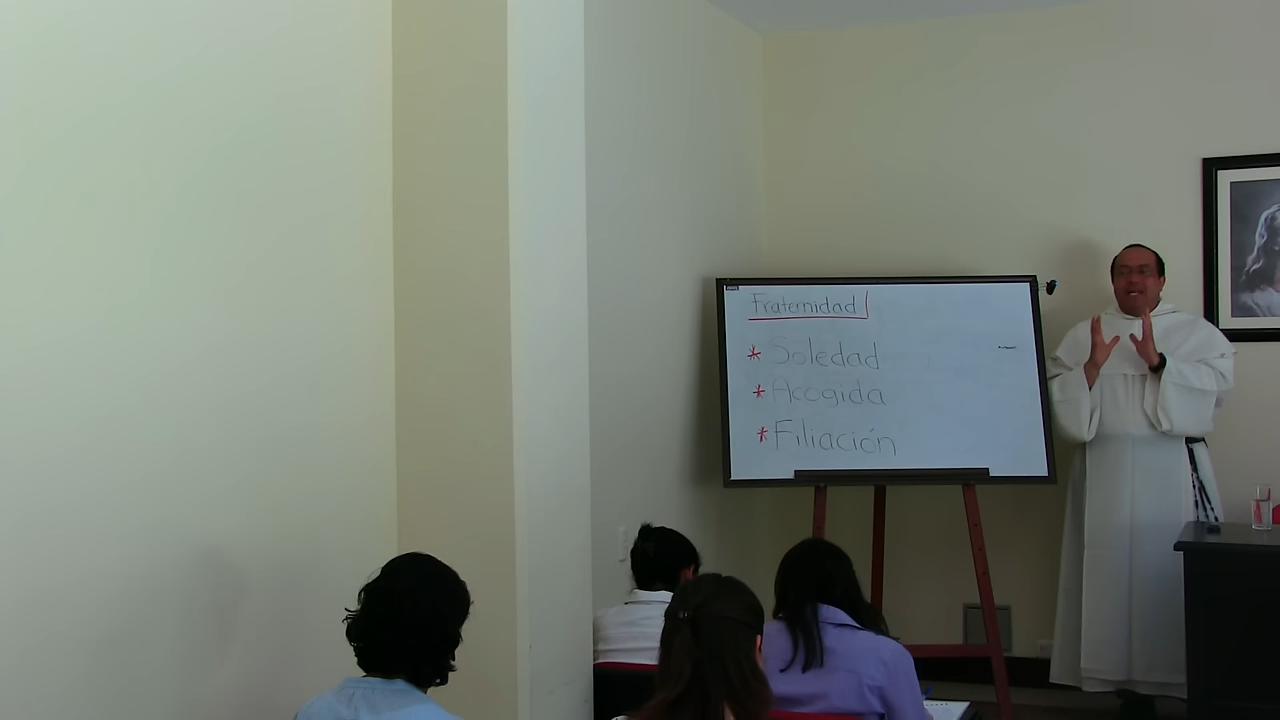 Fraternidad
* Soledad
* Acogida
* Filiación